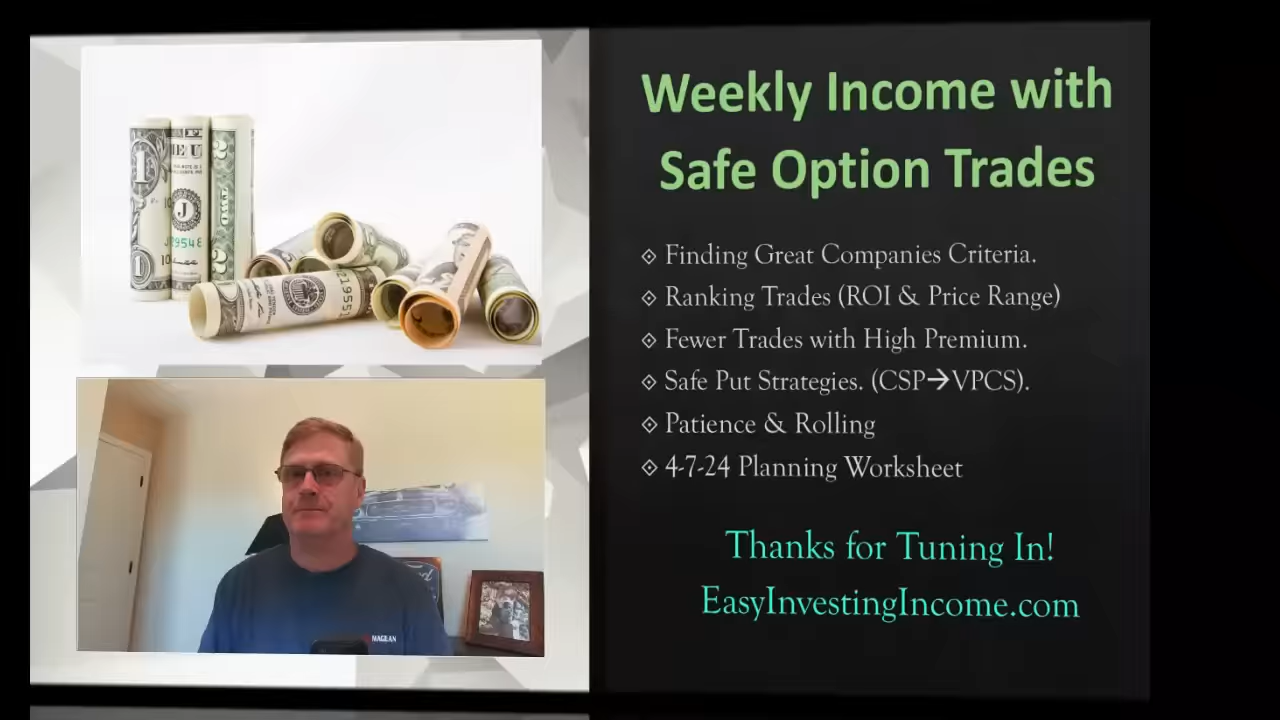 Weekly Income with
Safe Option Trades
Finding Great Companies Criteria.
Ranking Trades (ROI & Price Range)
Fewer Trades with High Premium.
Safe Put Strategies. (CSP→VPCS).
Patience & Rolling
4-7-24 Planning Worksheet
Thanks for Tuning In!
EasyInvestingIncome.com